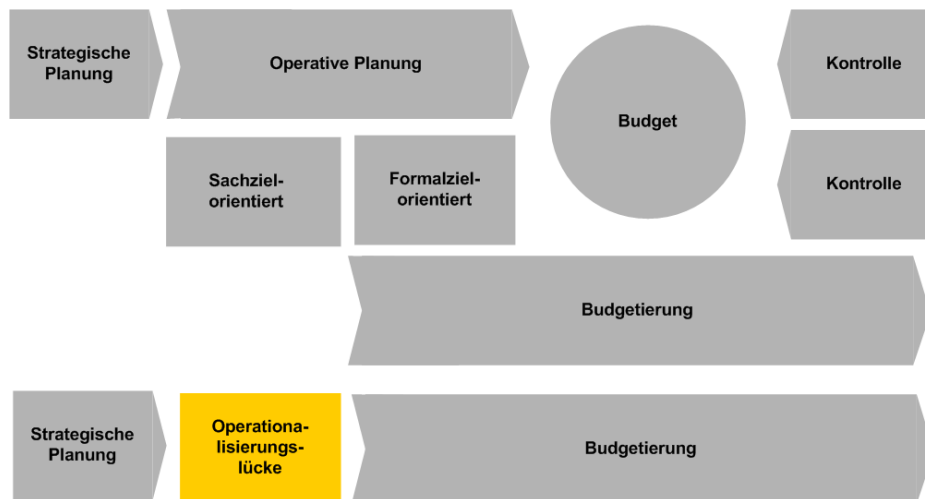 Strategische
Planung
Operative Planung
Budget
Kontrolle
Sachziel-
orientiert
Formalziel-
orientiert
Kontrolle
Budgetierung
Strategische
Planung
Operationa-
lisierungs-
lücke
Budgetierung